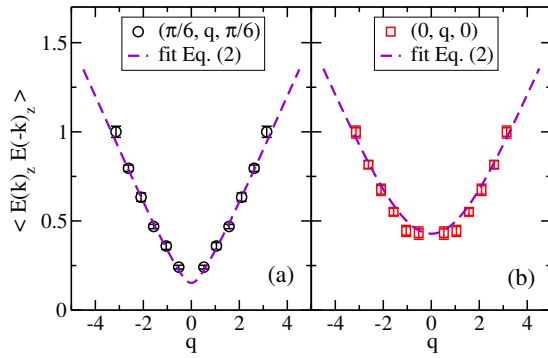 (π/6, q, π/6)
fit Eq. (2)
(0, q, 0)
fit Eq. (2)
< E(k)_z E(-k)_z >
1.5
1
0.5
0
(a)
(b)
-4 -2 0 2 4
-4 -2 0 2 4
q
q